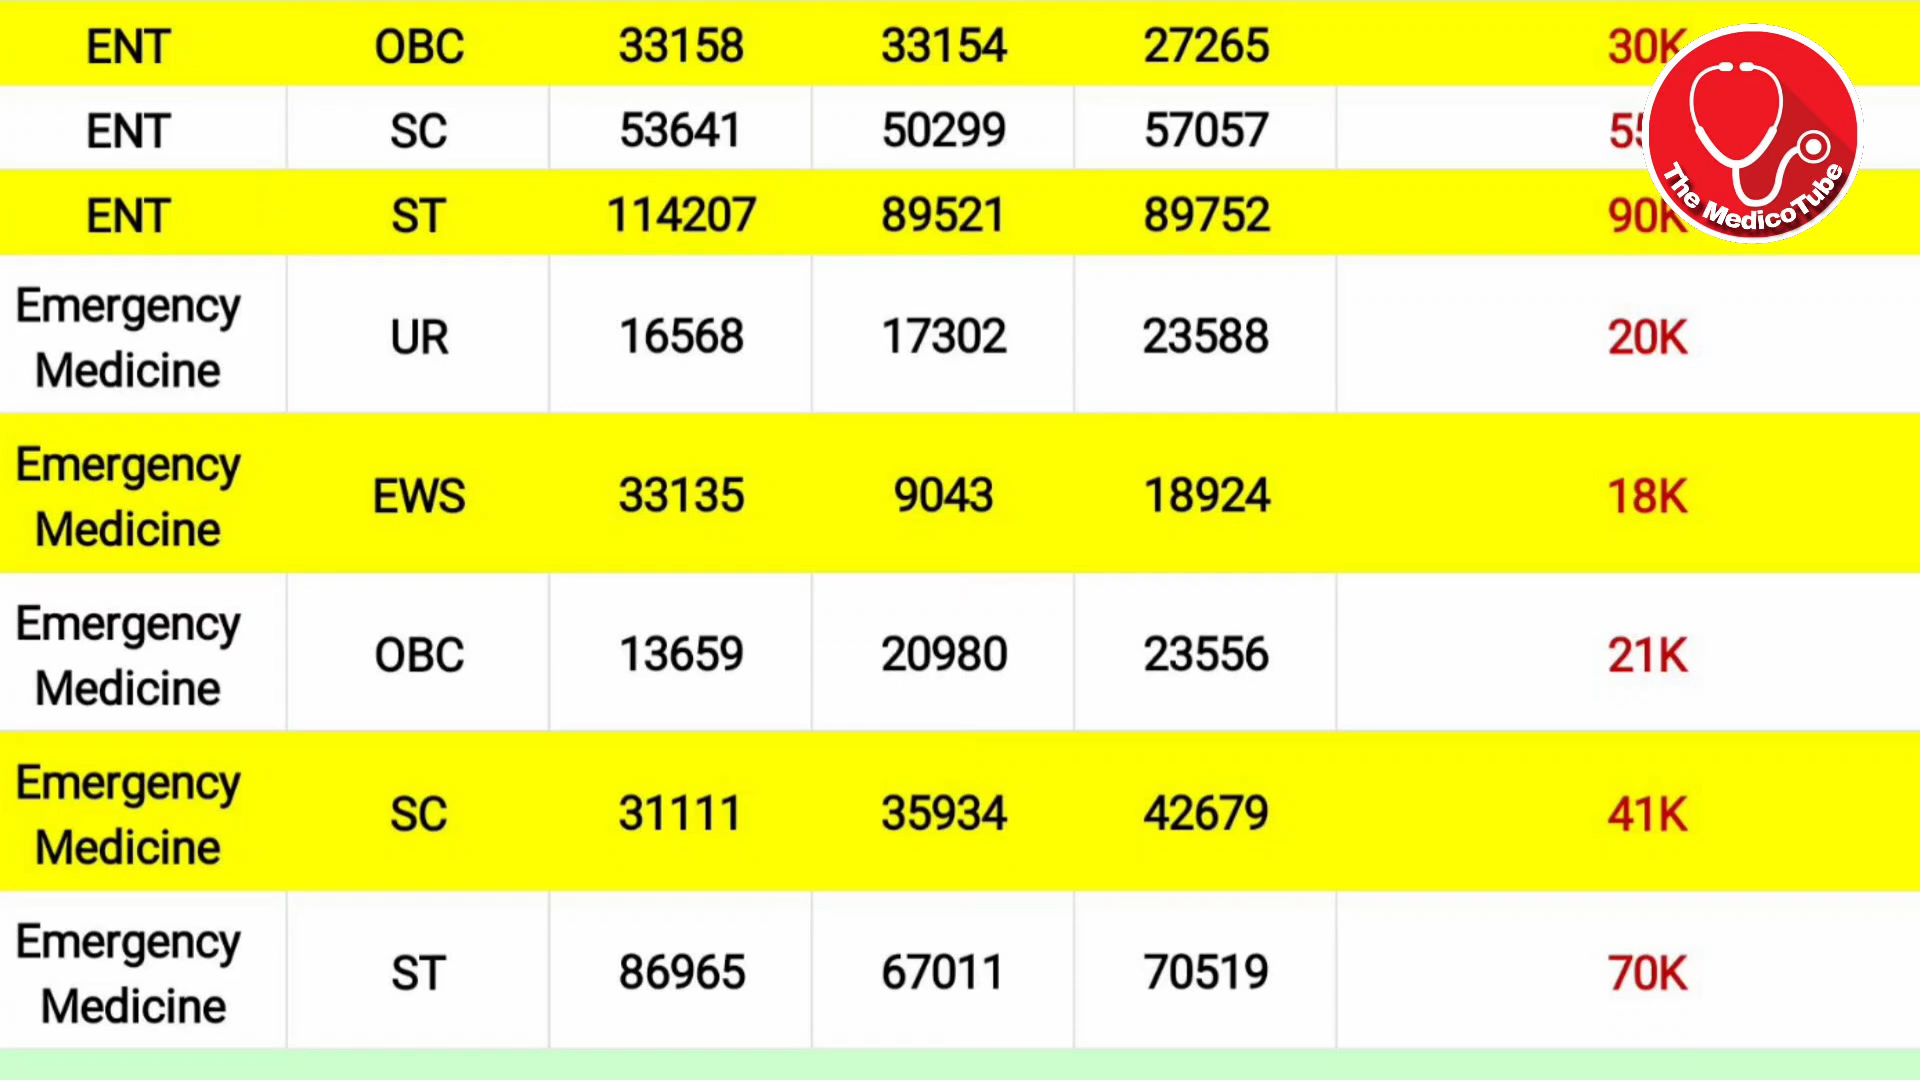 ENT OBC 33158 33154 27265 30K
ENT SC 53641 50299 57057
ENT ST 114207 89521 89752 90K
The MedicoTube
Emergency
Medicine UR 16568 17302 23588 20K
Emergency
Medicine EWS 33135 9043 18924 18K
Emergency
Medicine OBC 13659 20980 23556 21K
Emergency
Medicine SC 31111 35934 42679 41K
Emergency
Medicine ST 86965 67011 70519 70K